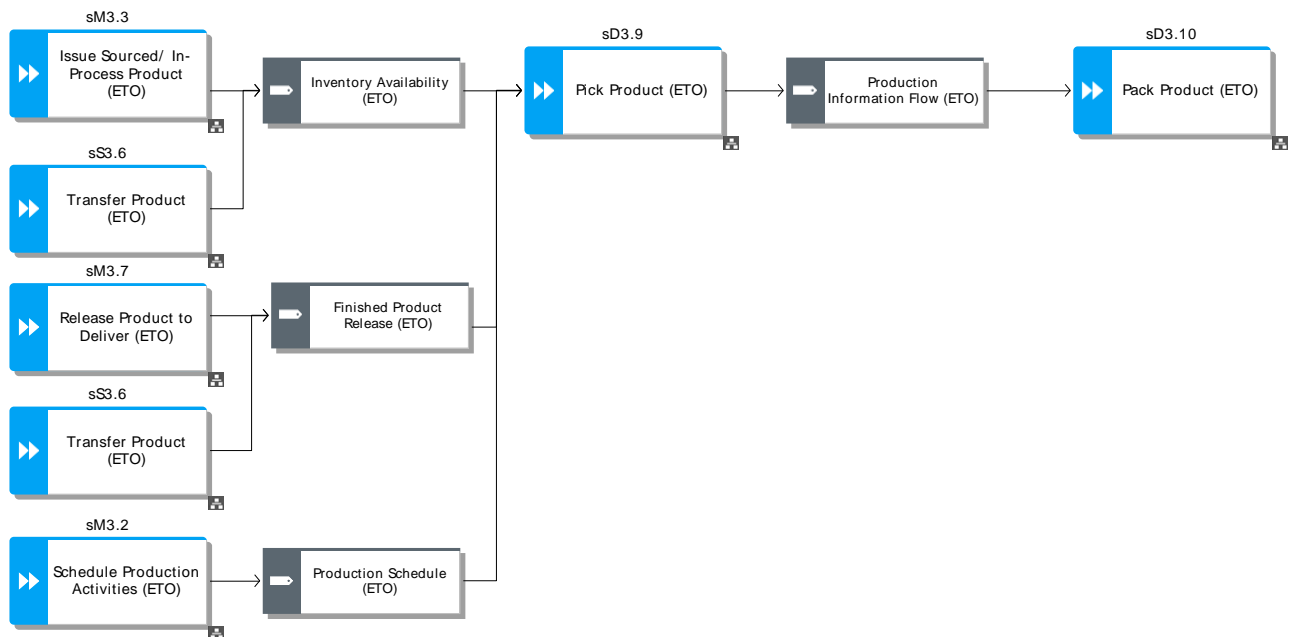 sM3.3
Issue Sourced/ In-
Process Product
(ETO)
Inventory Availability
(ETO)
sD3.9
Pick Product (ETO)
Production
Information Flow (ETO)
sD3.10
Pack Product (ETO)
sS3.6
Transfer Product
(ETO)
sM3.7
Release Product to
Deliver (ETO)
Finished Product
Release (ETO)
sS3.6
Transfer Product
(ETO)
sM3.2
Schedule Production
Activities (ETO)
Production Schedule
(ETO)